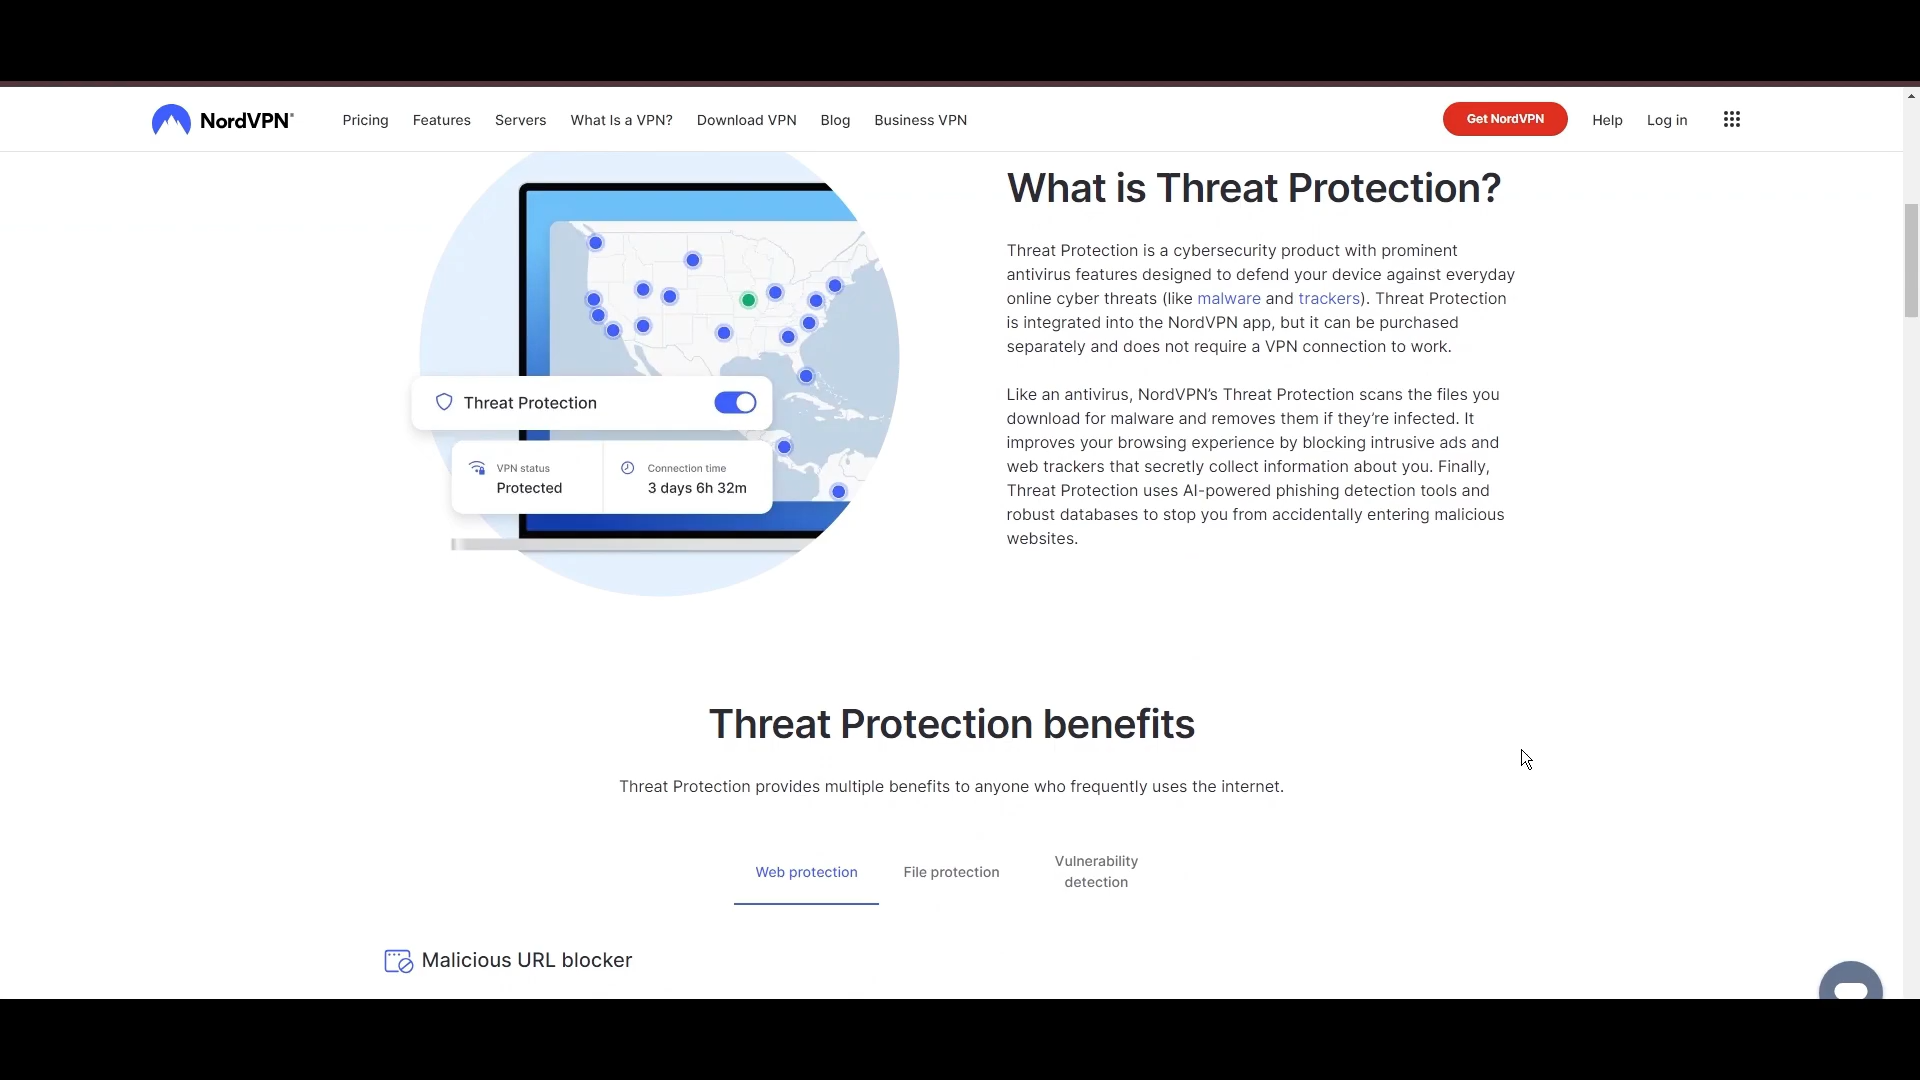 NordVPN®
Pricing
Features
Servers
What Is a VPN?
Download VPN
Blog
Business VPN
Get NordVPN
Help
Log in
Threat Protection
VPN status
Protected
Connection time
3 days 6h 32m
What is Threat Protection?
Threat Protection is a cybersecurity product with prominent
antivirus features designed to defend your device against everyday
online cyber threats (like malware and trackers). Threat Protection
is integrated into the NordVPN app, but it can be purchased
separately and does not require a VPN connection to work.
Like an antivirus, NordVPN’s Threat Protection scans the files you
download for malware and removes them if they’re infected. It
improves your browsing experience by blocking intrusive ads and
web trackers that secretly collect information about you. Finally,
Threat Protection uses AI-powered phishing detection tools and
robust databases to stop you from accidentally entering malicious
websites.
Threat Protection benefits
Threat Protection provides multiple benefits to anyone who frequently uses the internet.
Web protection
File protection
Vulnerability
detection
Malicious URL blocker